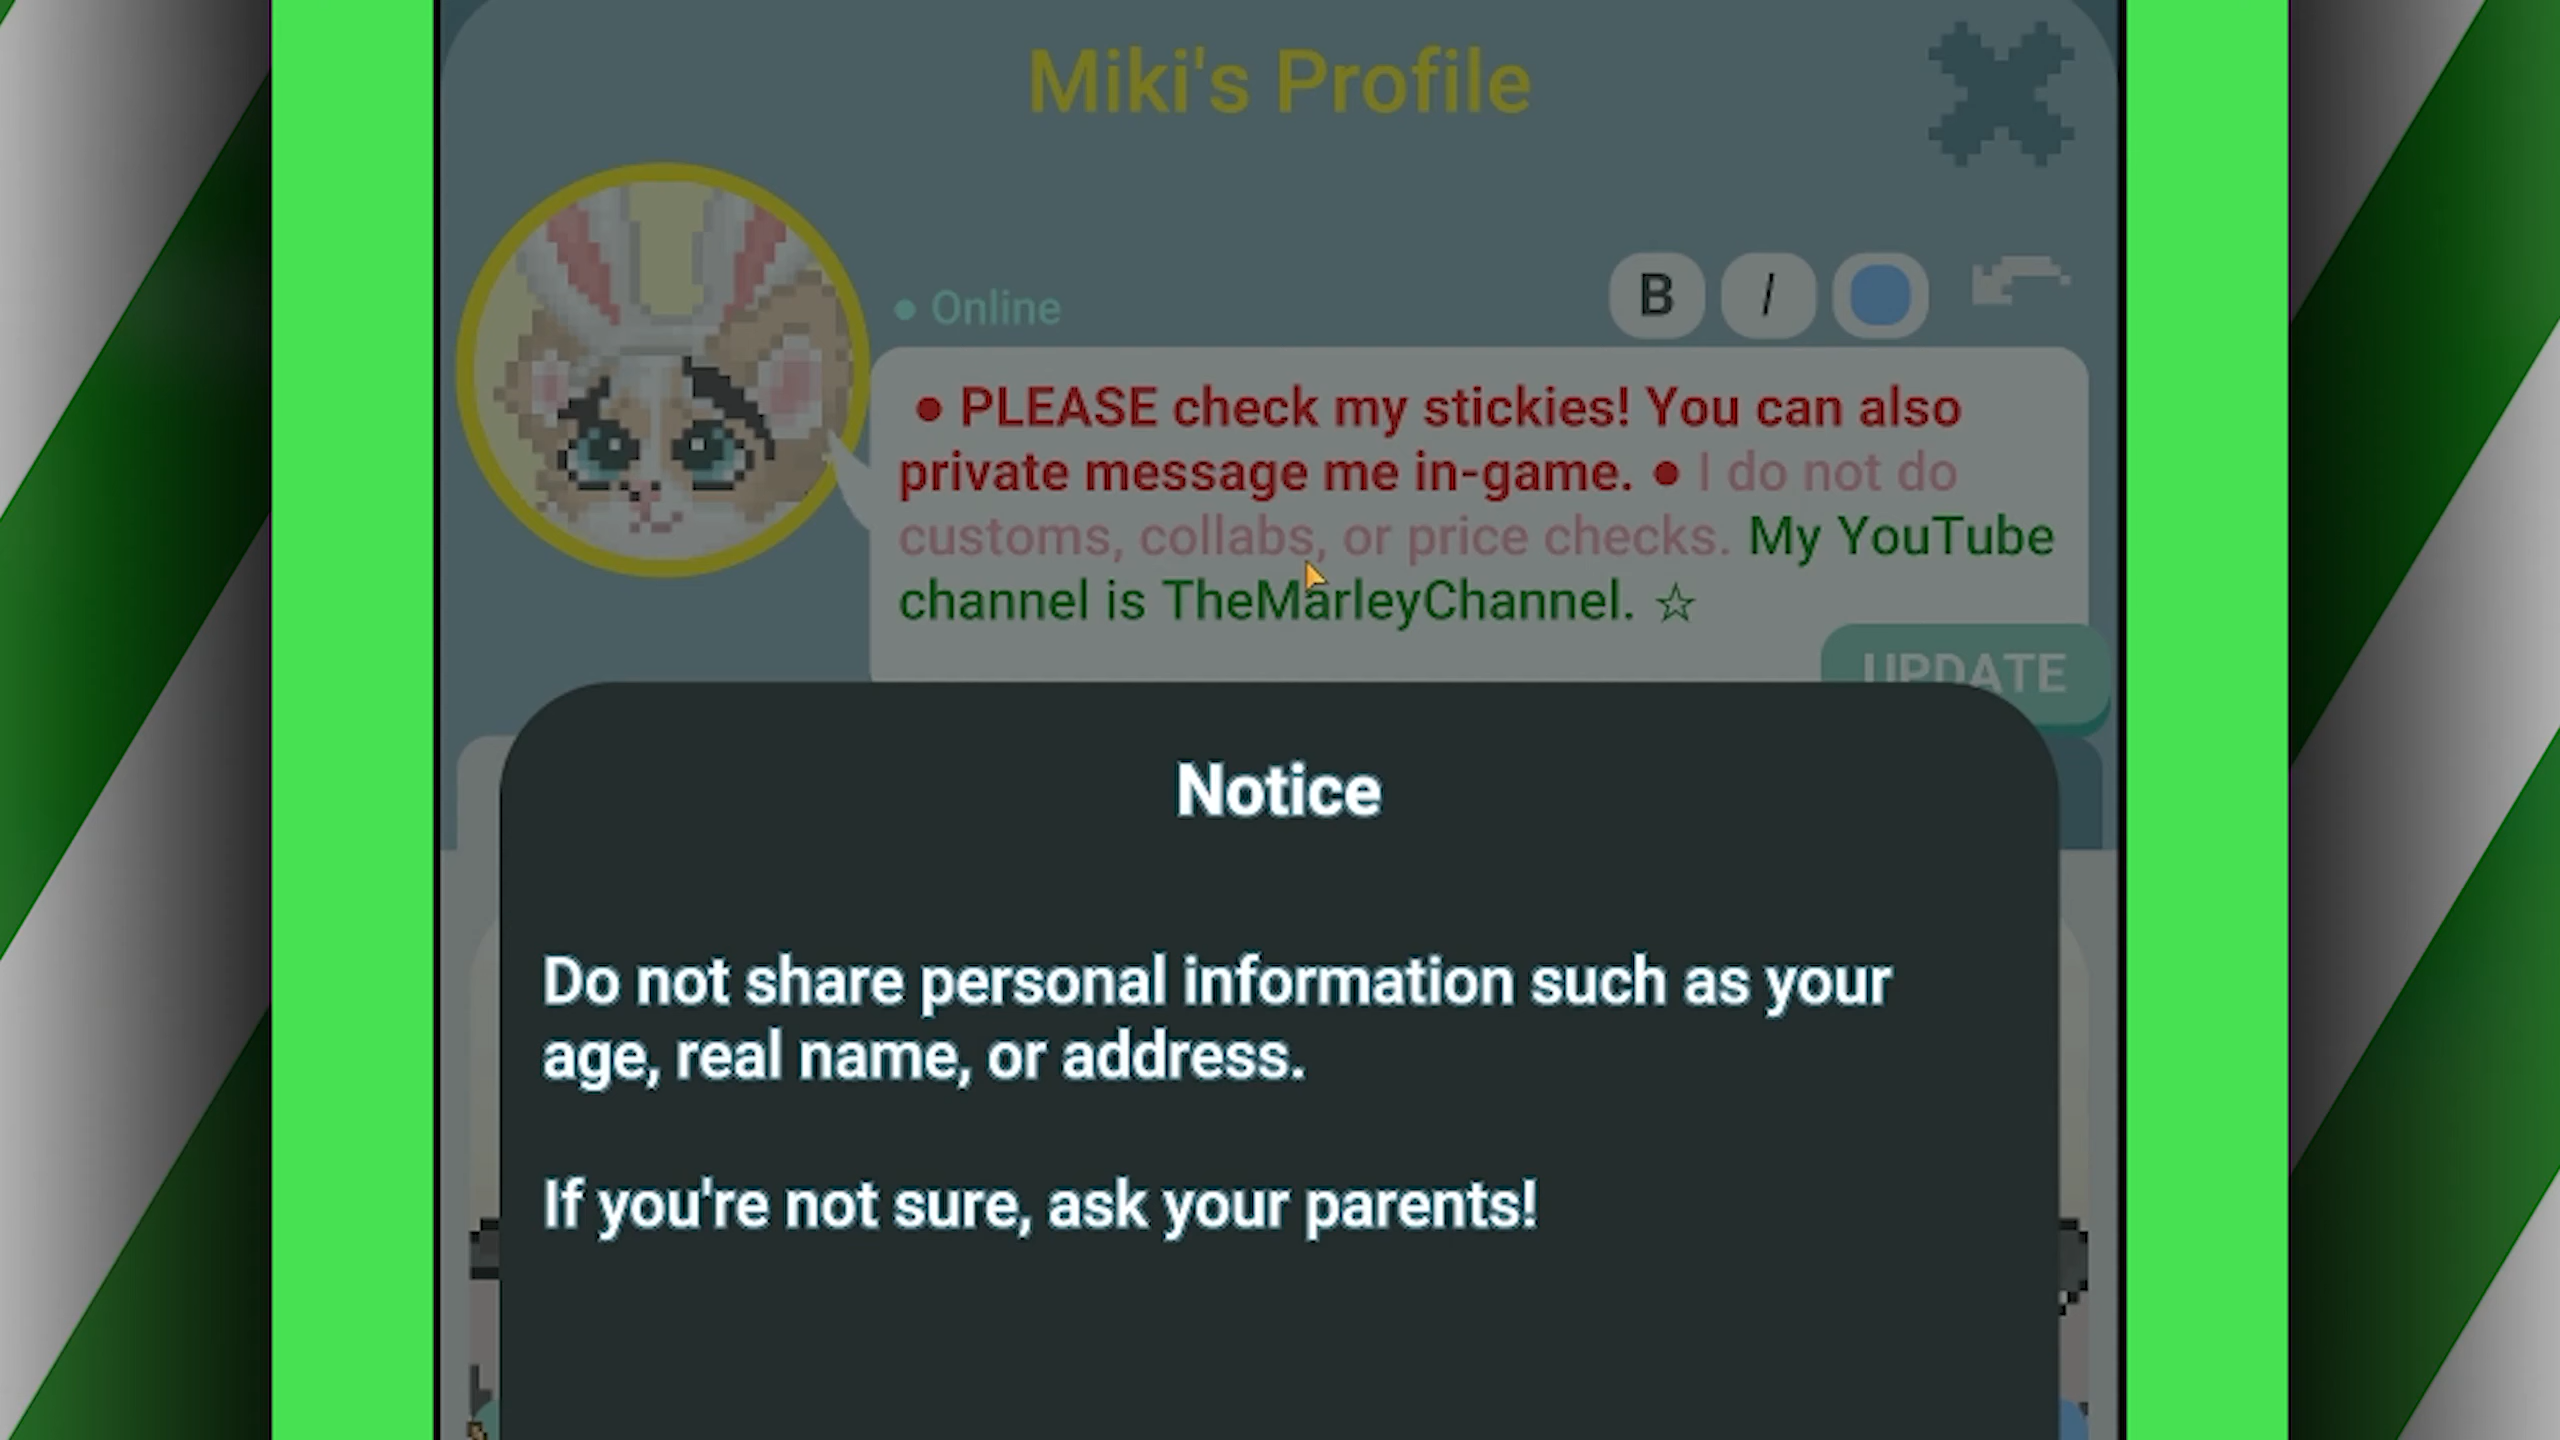 Miki's Profile
• Online
B I
• PLEASE check my stickies! You can also
private message me in-game. • I do not do
customs, collabs, or price checks. My YouTube
channel is TheMarleyChannel. ☆
UPDATE
Notice
Do not share personal information such as your
age, real name, or address.
If you're not sure, ask your parents!